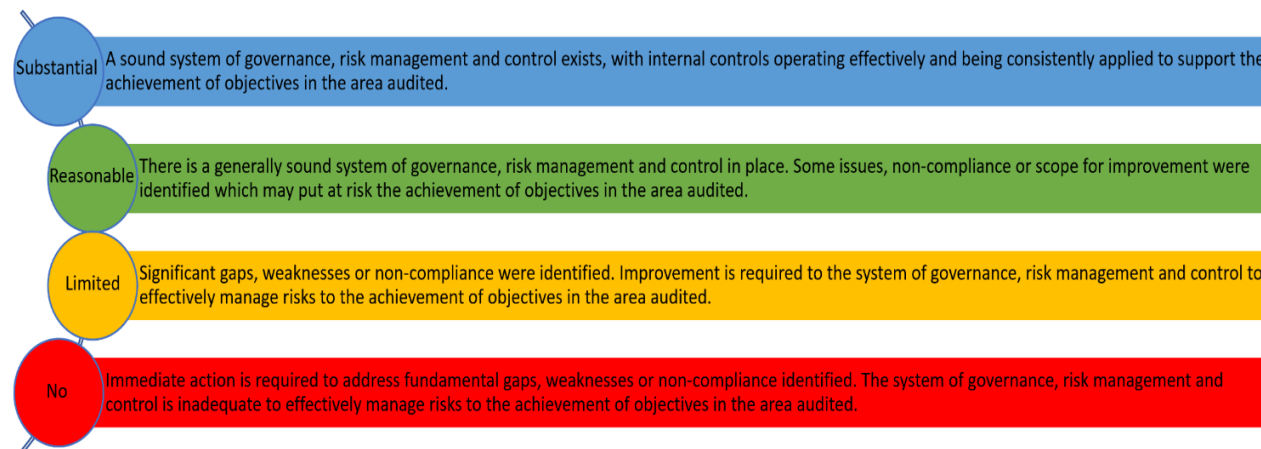 Substantial
A sound system of governance, risk management and control exists, with internal controls operating effectively and being consistently applied to support the
achievement of objectives in the area audited.
Reasonable
There is a generally sound system of governance, risk management and control in place. Some issues, non-compliance or scope for improvement were
identified which may put at risk the achievement of objectives in the area audited.
Limited
Significant gaps, weaknesses or non-compliance were identified. Improvement is required to the system of governance, risk management and control to
effectively manage risks to the achievement of objectives in the area audited.
No
Immediate action is required to address fundamental gaps, weaknesses or non-compliance identified. The system of governance, risk management and
control is inadequate to effectively manage risks to the achievement of objectives in the area audited.